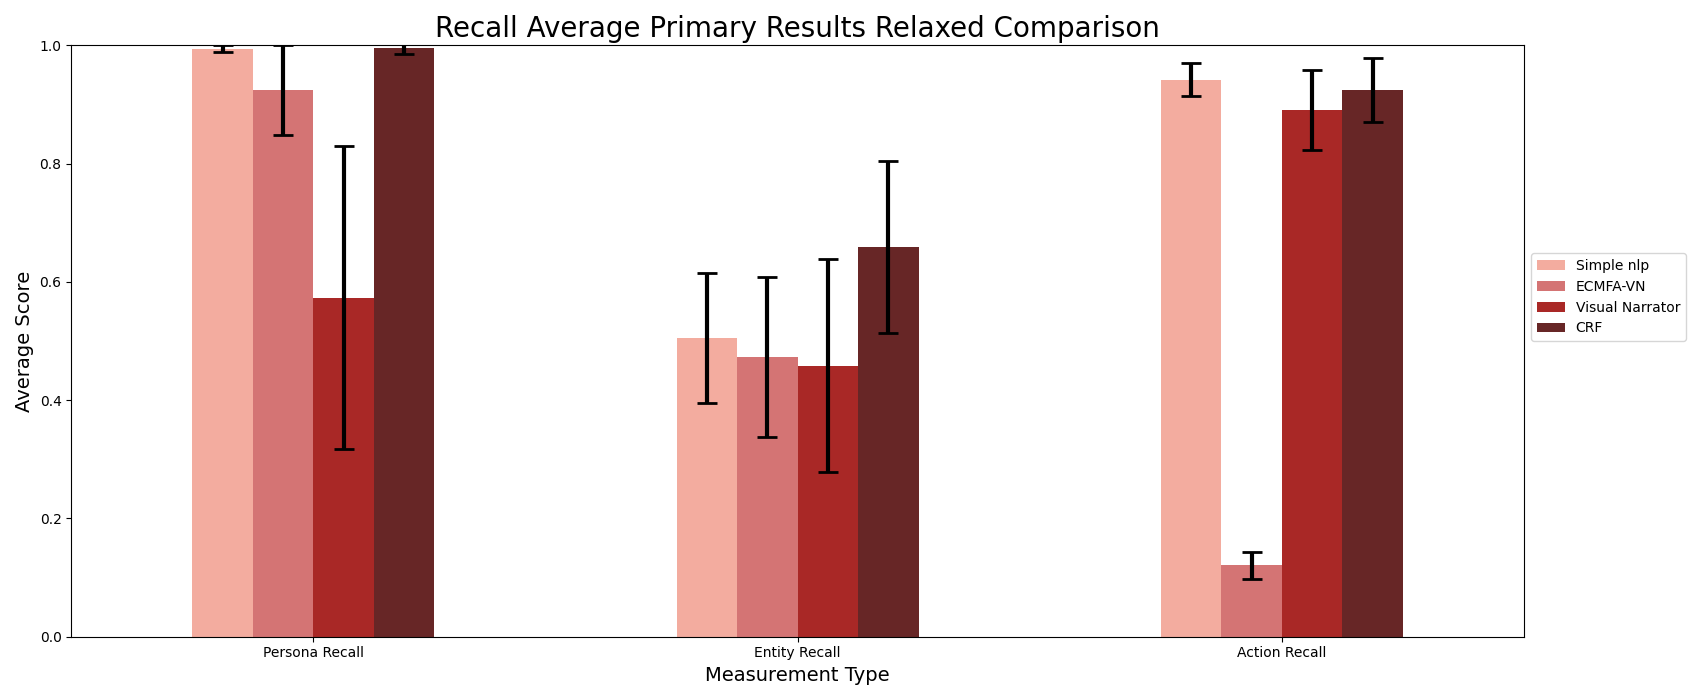 Recall Average Primary Results Relaxed Comparison
1.0
0.8
0.6
0.4
0.2
0.0
Average Score
Persona Recall
Entity Recall
Action Recall
Measurement Type
Simple nlp
ECMFA-VN
Visual Narrator
CRF